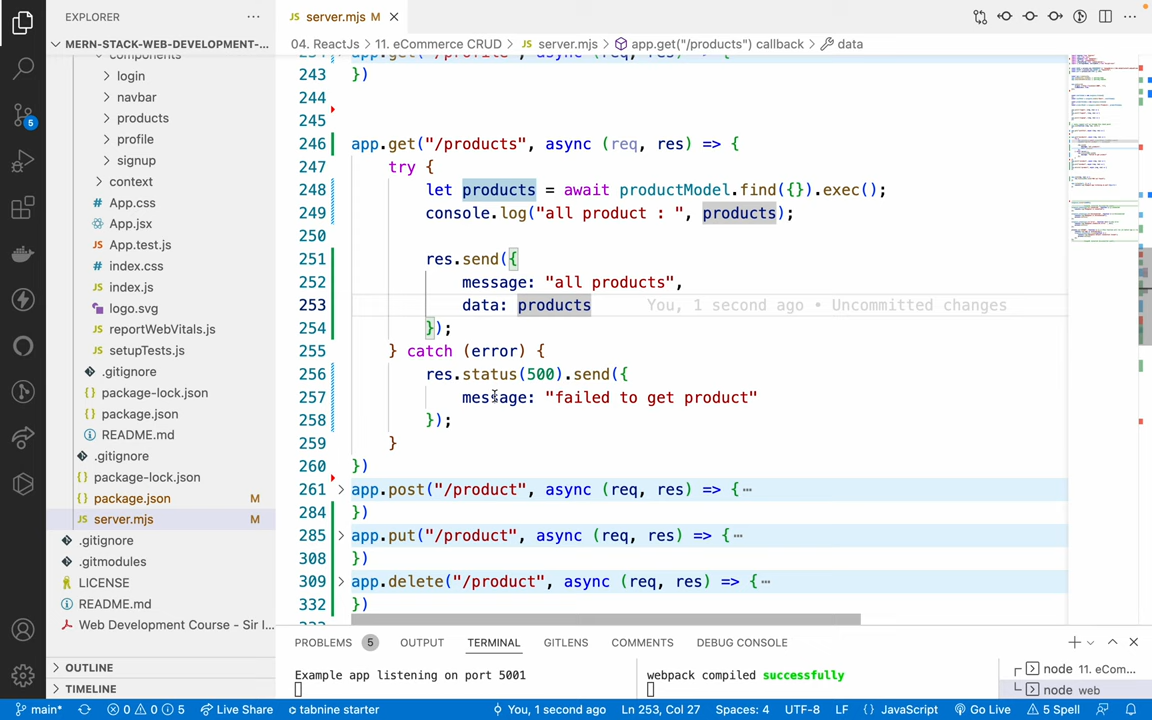 EXPLORER
server.mjs M
MERN-STACK-WEB-DEVELOPMENT-...
04. ReactJs > 11. eCommerce CRUD > server.mjs > app.get("/products") callback > data
components
login
navbar
products
profile
signup
context
App.css
App.jsx
App.test.js
index.css
index.js
logo.svg
reportWebVitals.js
setupTests.js
.gitignore
package-lock.json
package.json
README.md
.gitignore
package-lock.json
package.json M
server.mjs M
.gitignore
.gitmodules
LICENSE
README.md
Web Development Course - Sir I...
OUTLINE
TIMELINE
5
234 app.get("/profile", async (req, res) => {
243 })
244
245
246 app.get("/products", async (req, res) => {
247 try {
248 let products = await productModel.find({}).exec();
249 console.log("all product : ", products);
250
251 res.send({
252 message: "all products",
253 data: products You, 1 second ago • Uncommitted changes
254 });
255 } catch (error) {
256 res.status(500).send({
257 message: "failed to get product"
258 });
259 }
260 })
261 app.post("/product", async (req, res) => {
284 })
285 app.put("/product", async (req, res) => {
308 })
309 app.delete("/product", async (req, res) => {
332 })
PROBLEMS 5 OUTPUT TERMINAL GITLENS COMMENTS DEBUG CONSOLE
Example app listening on port 5001
webpack compiled successfully
node 11. eCom...
node web
main* 0 0 5 Live Share tabnine starter You, 1 second ago Ln 253, Col 27 Spaces: 4 UTF-8 LF {} JavaScript Go Live 5 Spell